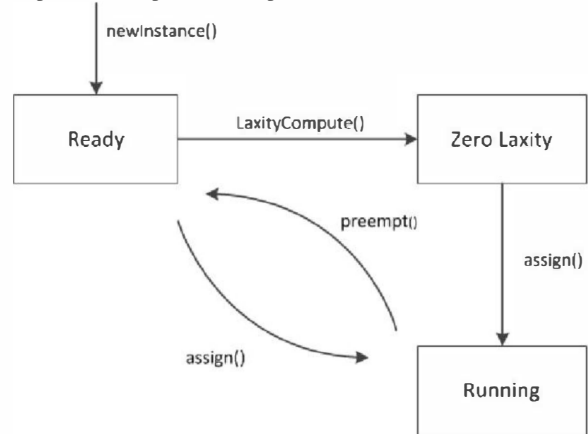 newInstance()
Ready
LaxityCompute()
Zero Laxity
preempt()
assign()
assign()
Running